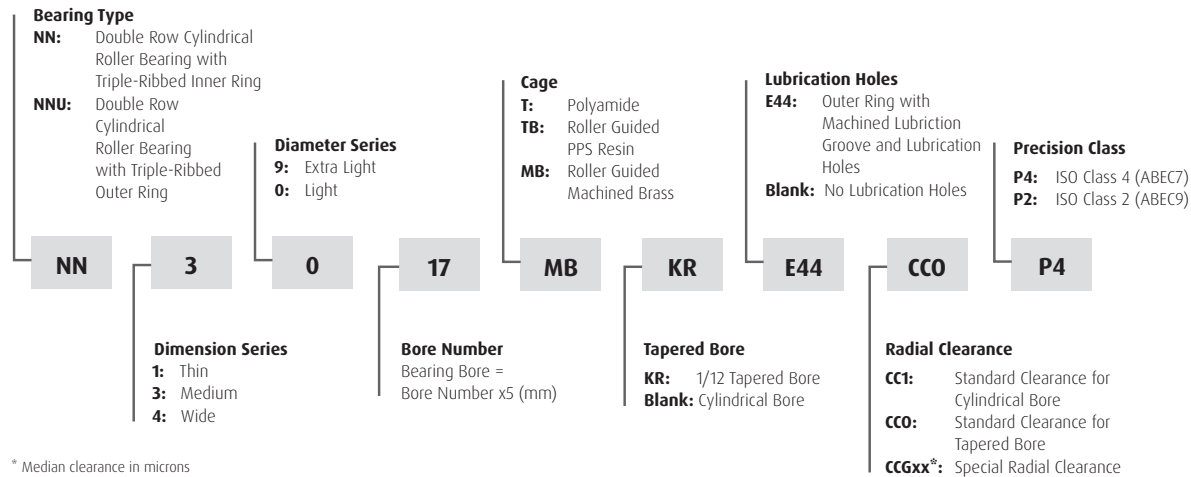 Bearing Type
NN: Double Row Cylindrical
Roller Bearing with
Triple-Ribbed Inner Ring
NNU: Double Row
Cylindrical
Roller Bearing
with Triple-Ribbed
Outer Ring
Diameter Series
9: Extra Light
0: Light
Cage
T: Polyamide
TB: Roller Guided
PPS Resin
MB: Roller Guided
Machined Brass
Lubrication Holes
E44: Outer Ring with
Machined Lubriction
Groove and Lubrication
Holes
Blank: No Lubrication Holes
Precision Class
P4: ISO Class 4 (ABEC7)
P2: ISO Class 2 (ABEC9)
NN 3 0 17 MB KR E44 CC0 P4
Dimension Series
1: Thin
3: Medium
4: Wide
Bore Number
Bearing Bore =
Bore Number x5 (mm)
Tapered Bore
KR: 1/12 Tapered Bore
Blank: Cylindrical Bore
Radial Clearance
CC1: Standard Clearance for
Cylindrical Bore
CC0: Standard Clearance for
Tapered Bore
CCGxx*: Special Radial Clearance
* Median clearance in microns